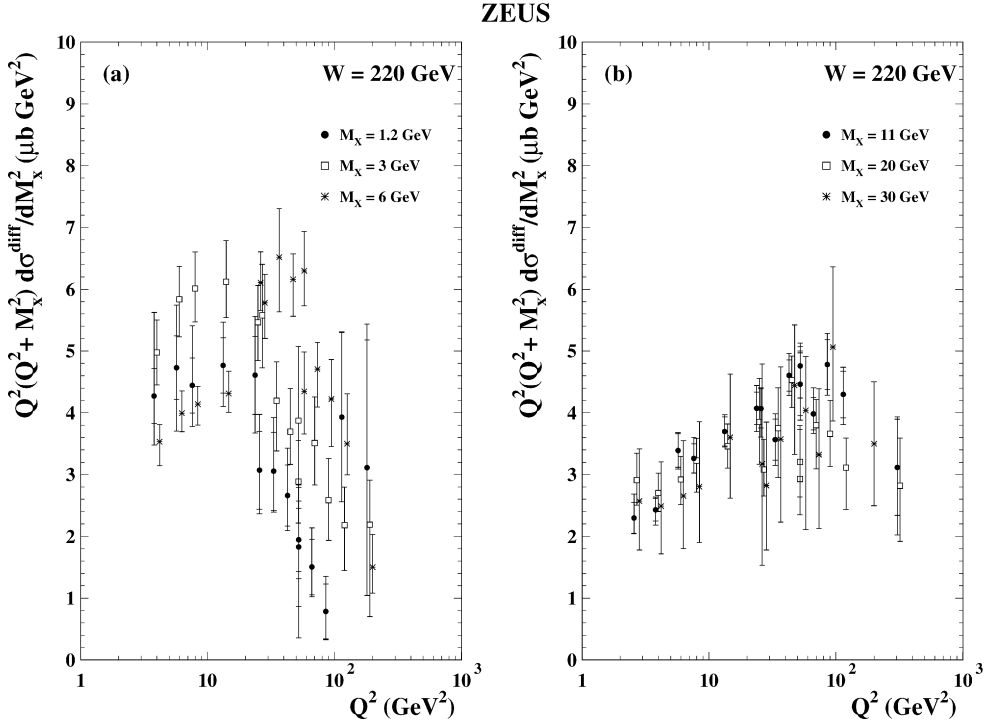 ZEUS
Q²(Q²+ M_X²) dσ^diff/dM_X² (μb GeV²)
10
9
8
7
6
5
4
3
2
1
0
(a)
W = 220 GeV
M_X = 1.2 GeV
M_X = 3 GeV
M_X = 6 GeV
1
10
10²
10³
Q² (GeV²)
Q²(Q²+ M_X²) dσ^diff/dM_X² (μb GeV²)
10
9
8
7
6
5
4
3
2
1
0
(b)
W = 220 GeV
M_X = 11 GeV
M_X = 20 GeV
M_X = 30 GeV
1
10
10²
10³
Q² (GeV²)